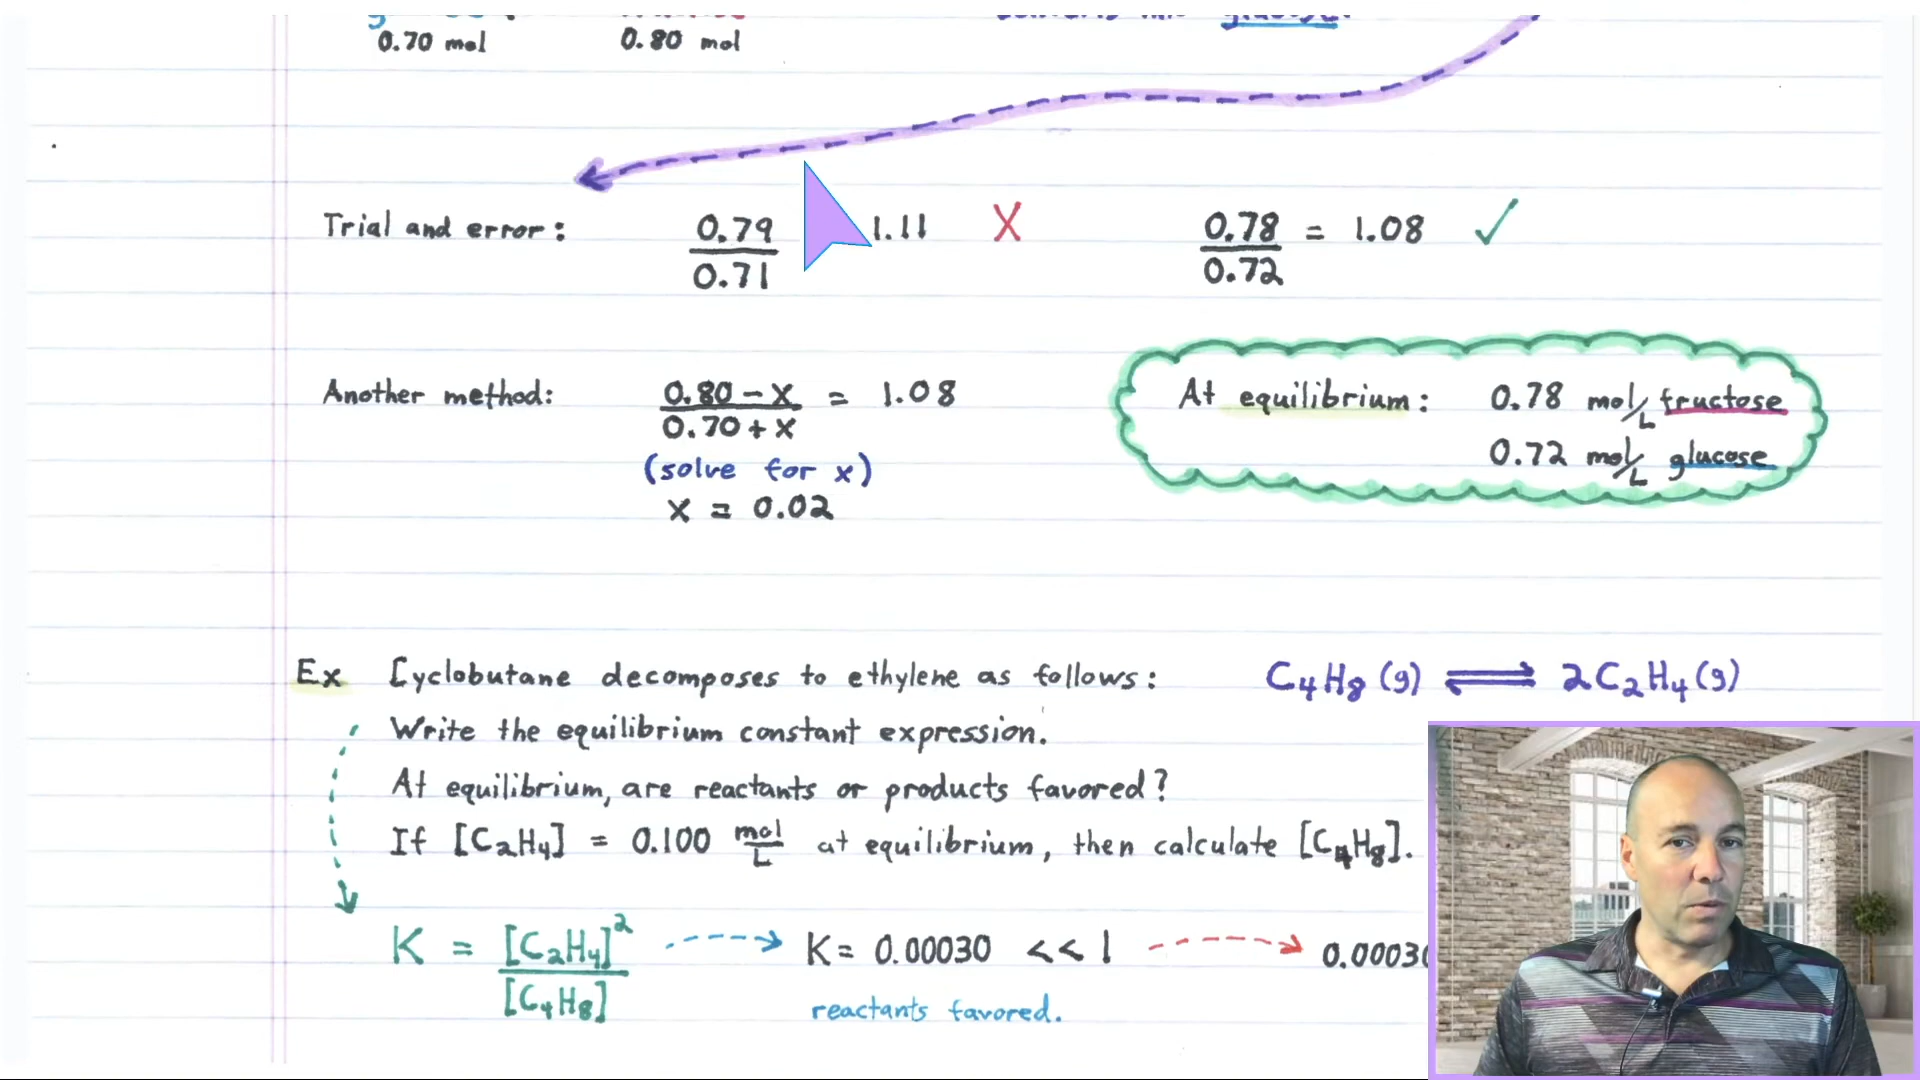 0.70 mol 0.80 mol
Trial and error: 0.79/0.71 1.11 X 0.78/0.72 = 1.08 ✓
Another method: (0.80 - x)/(0.70 + x) = 1.08
(solve for x)
x = 0.02
At equilibrium: 0.78 mol/L fructose
0.72 mol/L glucose
Ex Cyclobutane decomposes to ethylene as follows: C₄H₈(g) ⇌ 2C₂H₄(g)
Write the equilibrium constant expression.
At equilibrium, are reactants or products favored?
If [C₂H₄] = 0.100 mol/L at equilibrium, then calculate [C₄H₈].
K = [C₂H₄]²/[C₄H₈] K = 0.00030 << 1 0.00030
reactants favored.